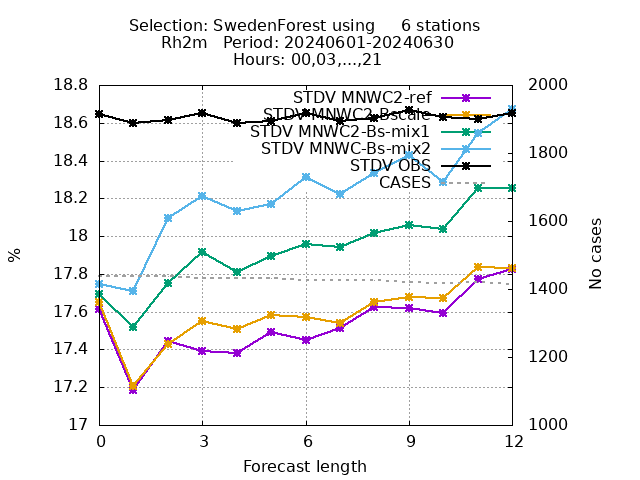 Selection: SwedenForest using     6 stations
Rh2m   Period: 20240601-20240630
Hours: 00,03,...,21
STDV MNWC2-ref
STDV MNWC2-Bscale
STDV MNWC2-Bs-mix1
STDV MNWC-Bs-mix2
STDV OBS
CASES
%
18.8
18.6
18.4
18.2
18
17.8
17.6
17.4
17.2
17
2000
1800
1600
1400
1200
1000
No cases
0 3 6 9 12
Forecast length